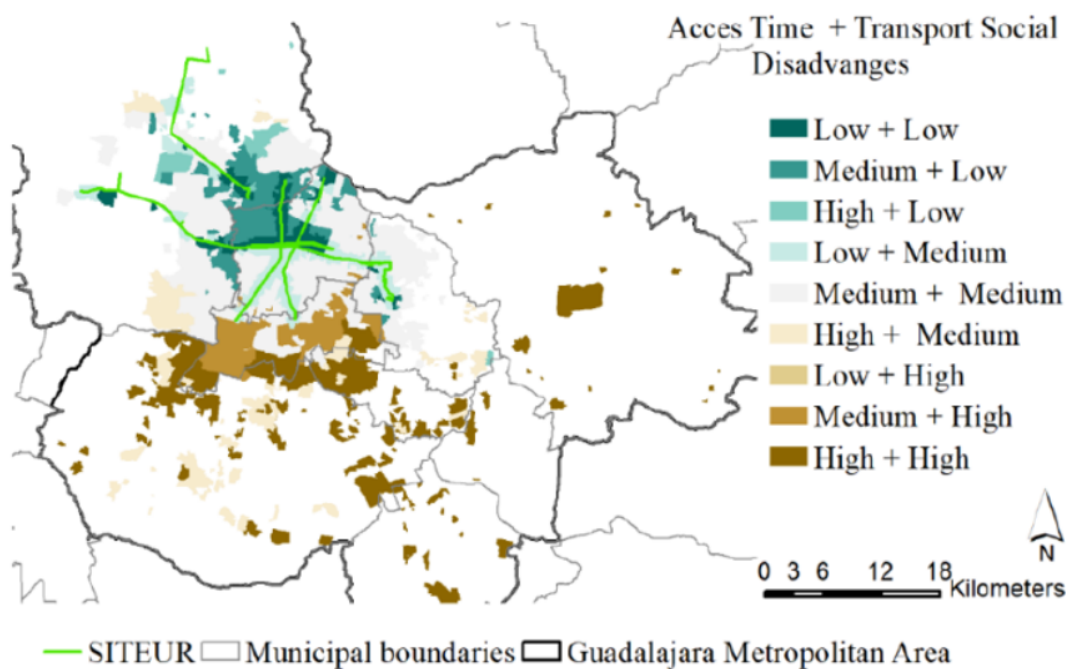 Acces Time + Transport Social
Disadvanges
Low + Low
Medium + Low
High + Low
Low + Medium
Medium + Medium
High + Medium
Low + High
Medium + High
High + High
N
0 3 6 12 18
Kilometers
SITEUR Municipal boundaries Guadalajara Metropolitan Area